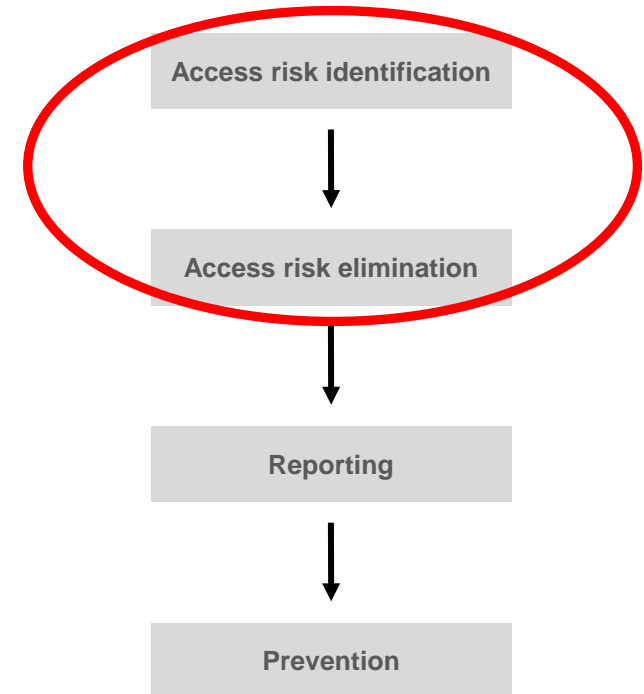 Access risk identification
Access risk elimination
Reporting
Prevention